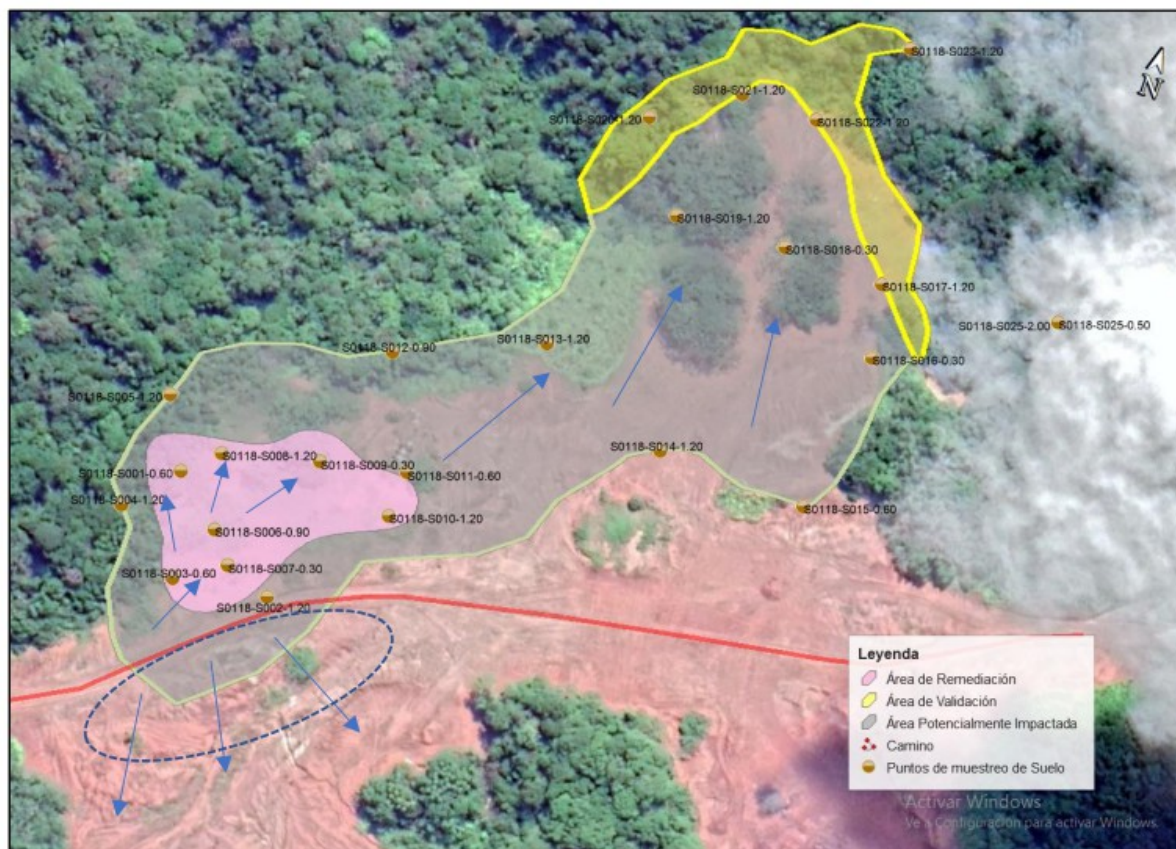 S0118-S023-1.20
N
S0118-S021-1.20
S0118-S020-1.20
S0118-S022-1.20
S0118-S019-1.20
S0118-S018-0.30
S0118-S017-1.20
S0118-S025-2.00
S0118-S025-0.50
S0118-S013-1.20
S0118-S012-0.90
S0118-S016-0.30
S0118-S005-1.20
S0118-S014-1.20
S0118-S008-1.20
S0118-S009-0.30
S0118-S001-0.60
S0118-S011-0.60
S0118-S004-1.20
S0118-S015-0.60
S0118-S010-1.20
S0118-S006-0.90
S0118-S007-0.30
S0118-S003-0.60
S0118-S002-1.20
Leyenda
Área de Remediación
Área de Validación
Área Potencialmente Impactada
Camino
Puntos de muestreo de Suelo
Activar Windows
Ve a Configuración para activar Windows.